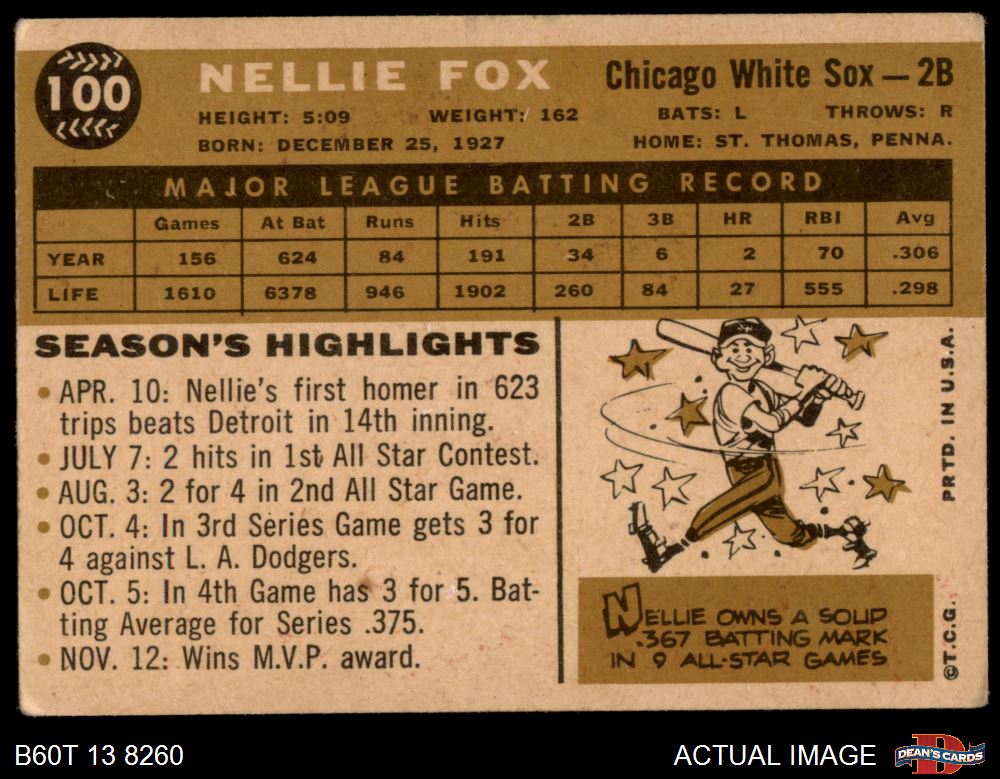 100
NELLIE FOX
Chicago White Sox — 2B
HEIGHT: 5:09 WEIGHT: 162 BATS: L THROWS: R
BORN: DECEMBER 25, 1927 HOME: ST. THOMAS, PENNA.
MAJOR LEAGUE BATTING RECORD
Games At Bat Runs Hits 2B 3B HR RBI Avg
YEAR 156 624 84 191 34 6 2 70 .306
LIFE 1610 6378 946 1902 260 84 27 555 .298
SEASON'S HIGHLIGHTS
• APR. 10: Nellie's first homer in 623
trips beats Detroit in 14th inning.
• JULY 7: 2 hits in 1st All Star Contest.
• AUG. 3: 2 for 4 in 2nd All Star Game.
• OCT. 4: In 3rd Series Game gets 3 for
4 against L. A. Dodgers.
• OCT. 5: In 4th Game has 3 for 5. Bat-
ting Average for Series .375.
• NOV. 12: Wins M.V.P. award.
NELLIE OWNS A SOLID
.367 BATTING MARK
IN 9 ALL-STAR GAMES
©T.C.G. PRTD. IN U.S.A.
B60T 13 8260
ACTUAL IMAGE
DEAN'S CARDS